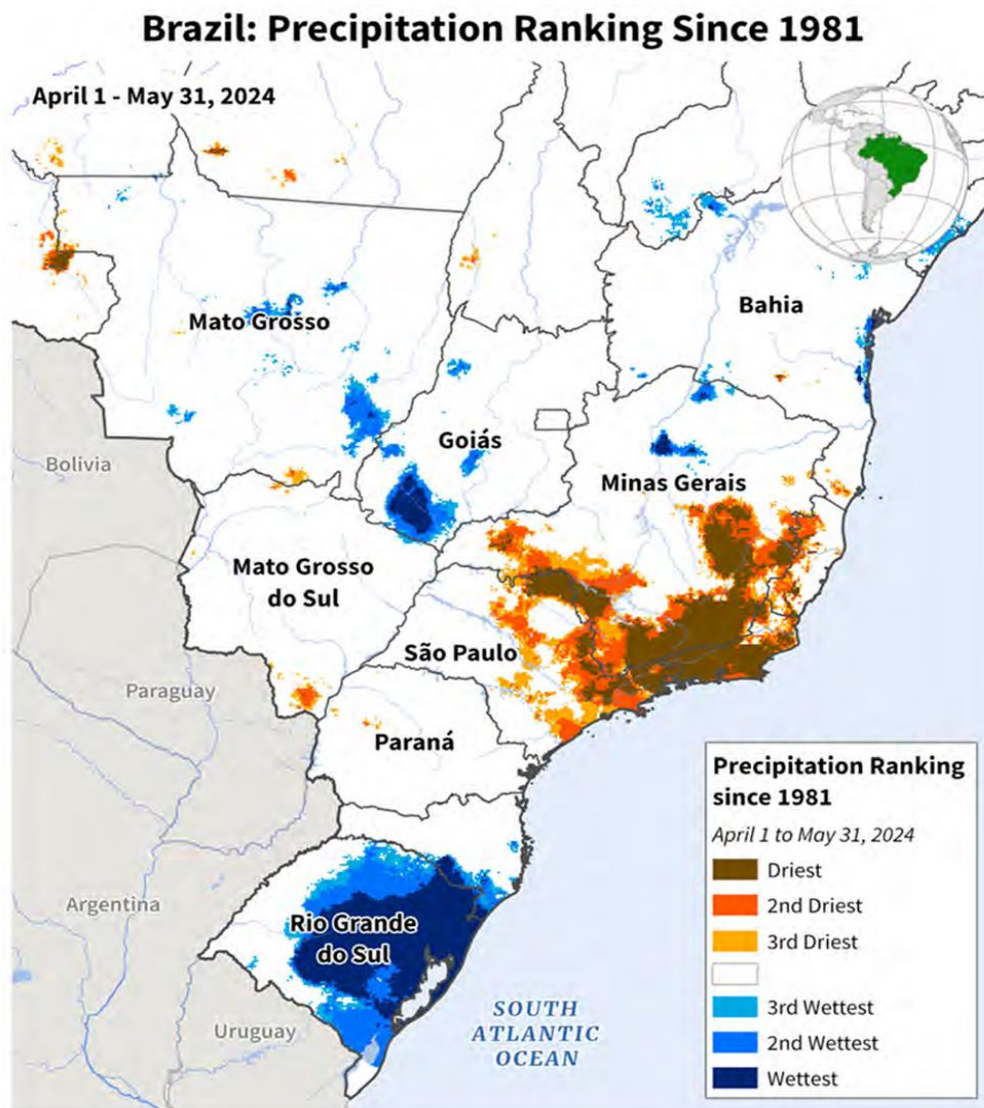 Brazil: Precipitation Ranking Since 1981
April 1 - May 31, 2024
Bahia
Mato Grosso
Goiás
Bolivia
Minas Gerais
Mato Grosso
do Sul
São Paulo
Paraguay
Paraná
Precipitation Ranking
since 1981
April 1 to May 31, 2024
Driest
2nd Driest
3rd Driest
3rd Wettest
2nd Wettest
Wettest
Argentina
Rio Grande
do Sul
Uruguay
SOUTH
ATLANTIC
OCEAN